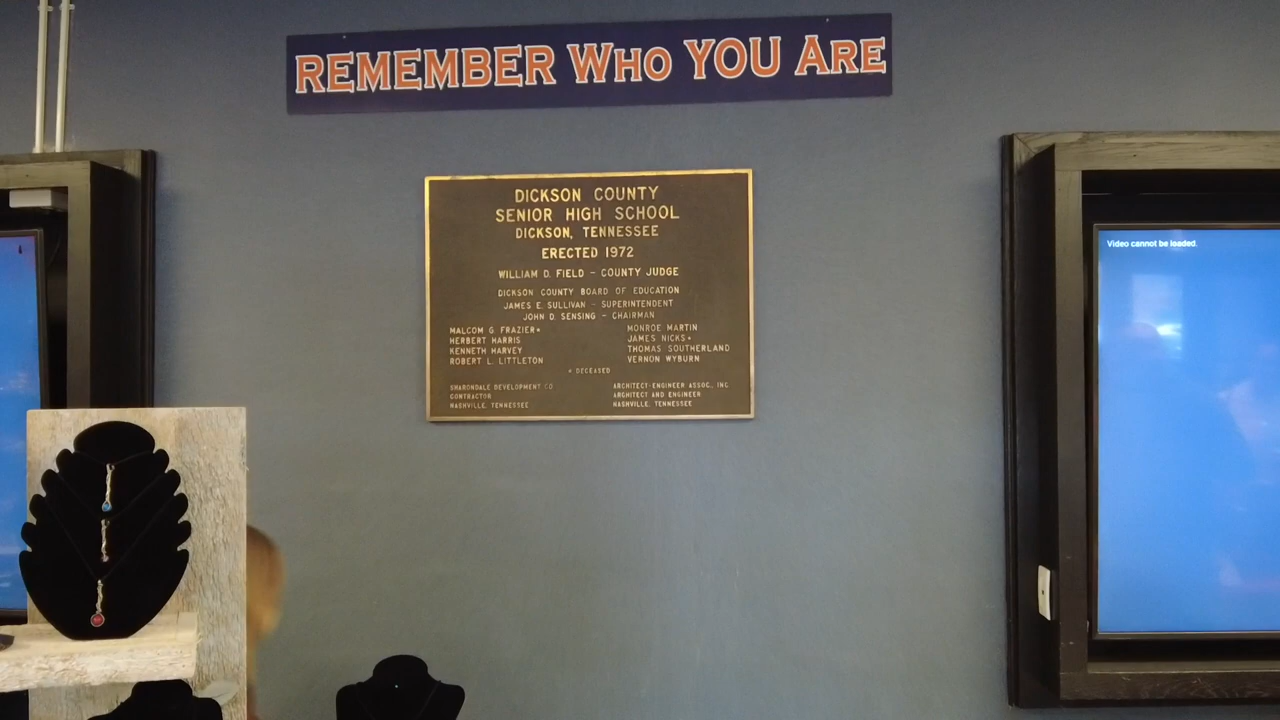 REMEMBER WHO YOU ARE
DICKSON COUNTY
SENIOR HIGH SCHOOL
DICKSON, TENNESSEE
ERECTED 1972
WILLIAM D. FIELD - COUNTY JUDGE
DICKSON COUNTY BOARD OF EDUCATION
JAMES E. SULLIVAN - SUPERINTENDENT
JOHN D. SENSING - CHAIRMAN
MALCOM G. FRAZIER*
HERBERT HARRIS
KENNETH HARVEY
ROBERT L. LITTLETON
MONROE MARTIN
JAMES NICKS*
THOMAS SOUTHERLAND
VERNON WYBURN
* DECEASED
SHARONDALE DEVELOPMENT CO
CONTRACTOR
NASHVILLE, TENNESSEE
ARCHITECT-ENGINEER ASSOC., INC
ARCHITECT AND ENGINEER
NASHVILLE, TENNESSEE
Video cannot be loaded.